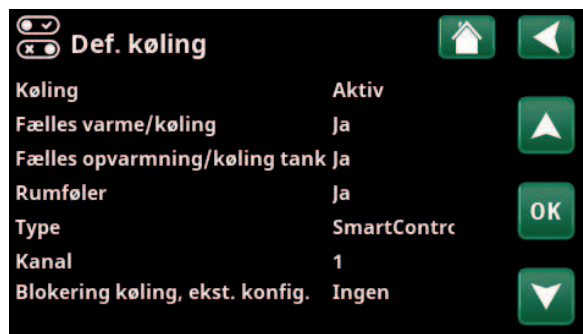 Def. køling
Køling Aktiv
Fælles varme/køling Ja
Fælles opvarmning/køling tank Ja
Rumføler Ja
Type SmartContrc
Kanal 1
Blokering køling, ekst. konfig. Ingen
OK